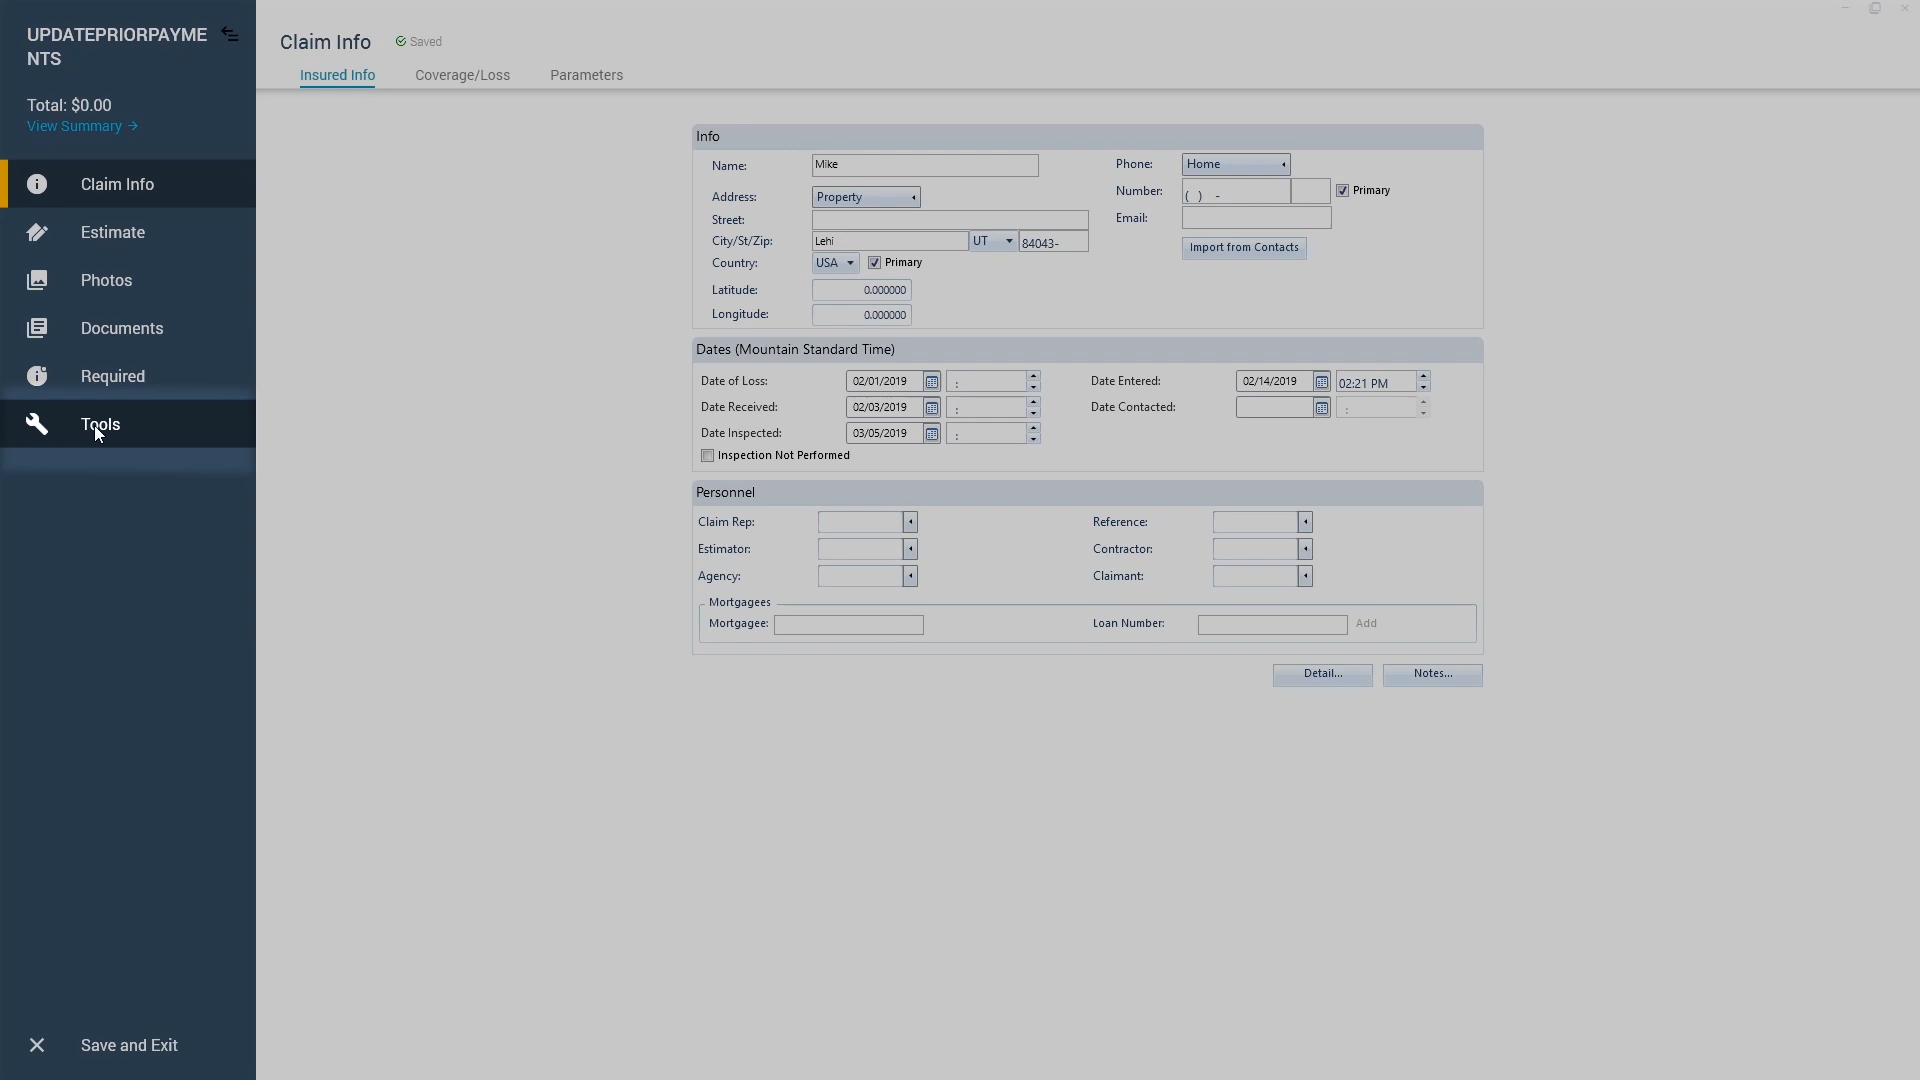 UPDATEPRIORPAYME
NTS
Total: $0.00
View Summary →
Claim Info
Estimate
Photos
Documents
Required
Tools
Save and Exit
Claim Info Saved
Insured Info Coverage/Loss Parameters
Info
Name: Mike Phone: Home
Address: Property Number: ( ) - Primary
Street: Email:
City/St/Zip: Lehi UT 84043-
Import from Contacts
Country: USA Primary
Latitude: 0.000000
Longitude: 0.000000
Dates (Mountain Standard Time)
Date of Loss: 02/01/2019 : Date Entered: 02/14/2019 02:21 PM
Date Received: 02/03/2019 : Date Contacted: :
Date Inspected: 03/05/2019 :
Inspection Not Performed
Personnel
Claim Rep: Reference:
Estimator: Contractor:
Agency: Claimant:
Mortgagees
Mortgagee: Loan Number: Add
Detail... Notes...